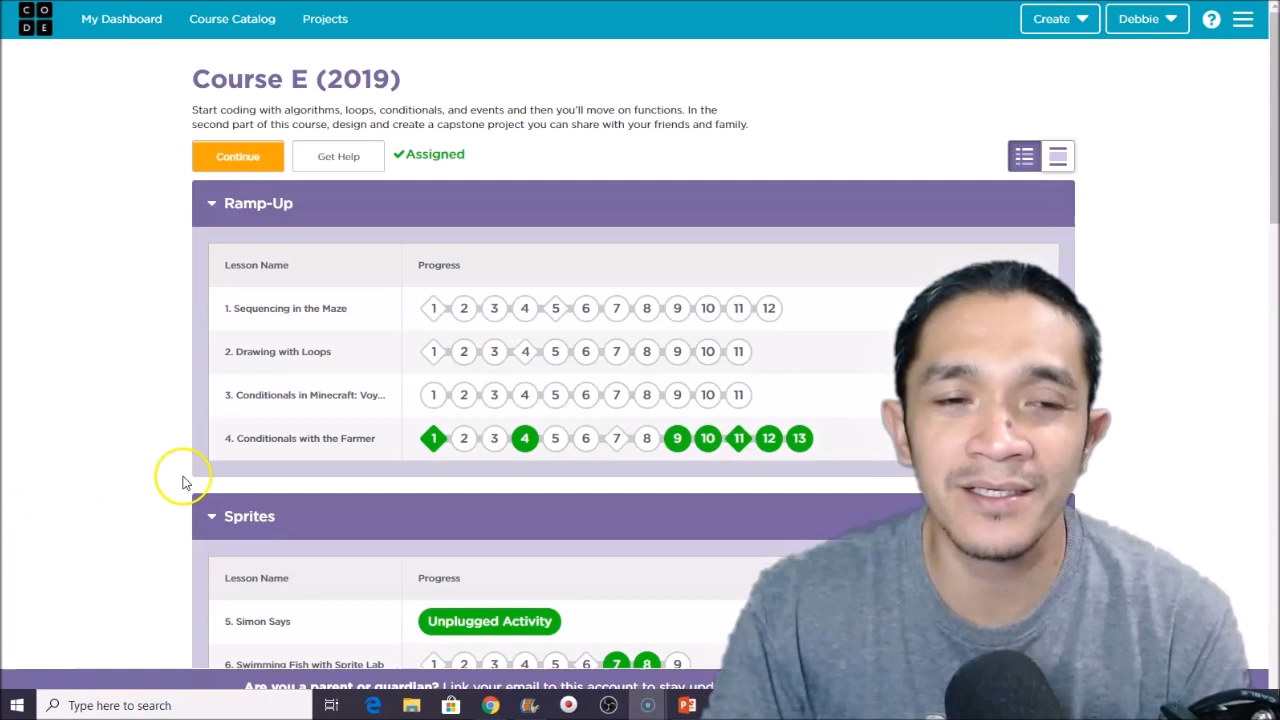 CO
DE
My Dashboard
Course Catalog
Projects
Create
Debbie
?
Course E (2019)
Start coding with algorithms, loops, conditionals, and events and then you'll move on functions. In the
second part of this course, design and create a capstone project you can share with your friends and family.
Continue
Get Help
Assigned
Ramp-Up
Lesson Name Progress
1. Sequencing in the Maze 1 2 3 4 5 6 7 8 9 10 11 12
2. Drawing with Loops 1 2 3 4 5 6 7 8 9 10 11
3. Conditionals in Minecraft: Voy... 1 2 3 4 5 6 7 8 9 10 11
4. Conditionals with the Farmer 1 2 3 4 5 6 7 8 9 10 11 12 13
Sprites
Lesson Name Progress
5. Simon Says Unplugged Activity
6. Swimming Fish with Sprite Lab 1 2 3 4 5 6 7 8 9
Are you a parent or guardian? Link your email to this account to stay upd
Type here to search